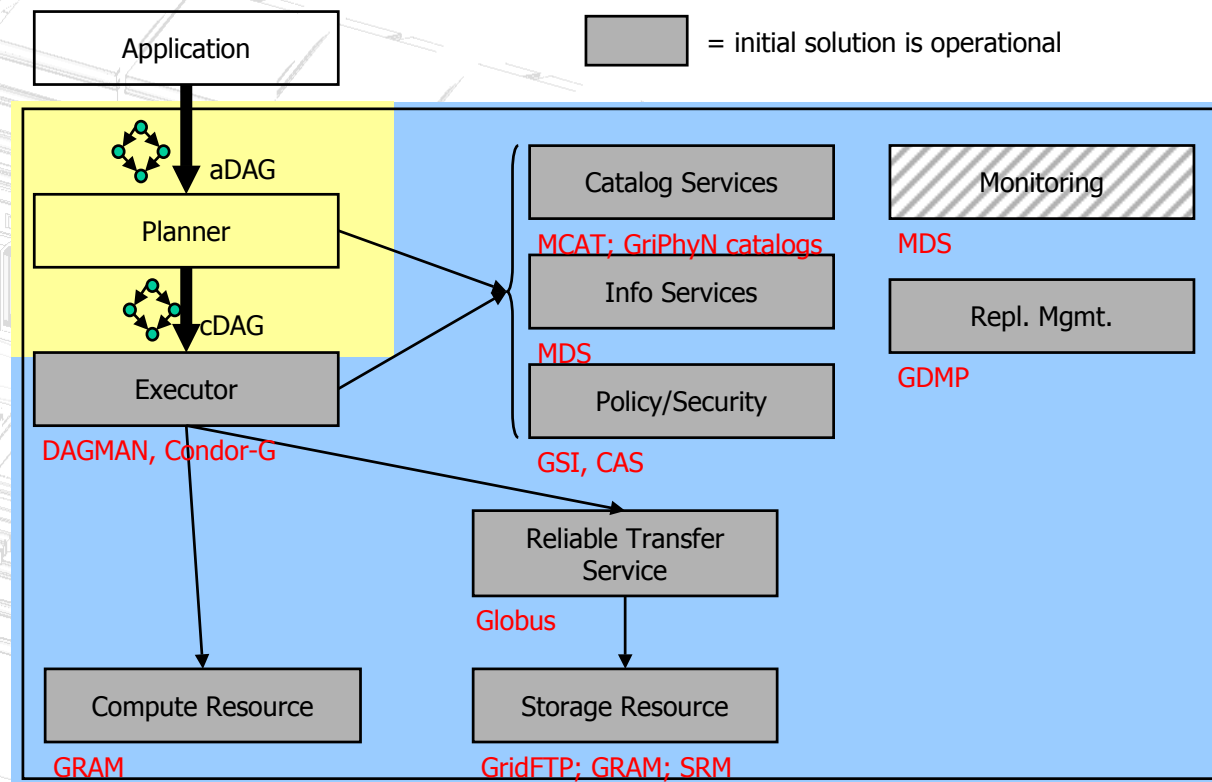 Application
= initial solution is operational
aDAG
Planner
cDAG
Executor
DAGMAN, Condor-G
Catalog Services
MCAT; GriPhyN catalogs
Info Services
MDS
Policy/Security
GSI, CAS
Monitoring
MDS
Repl. Mgmt.
GDMP
Reliable Transfer
Service
Globus
Compute Resource
GRAM
Storage Resource
GridFTP; GRAM; SRM